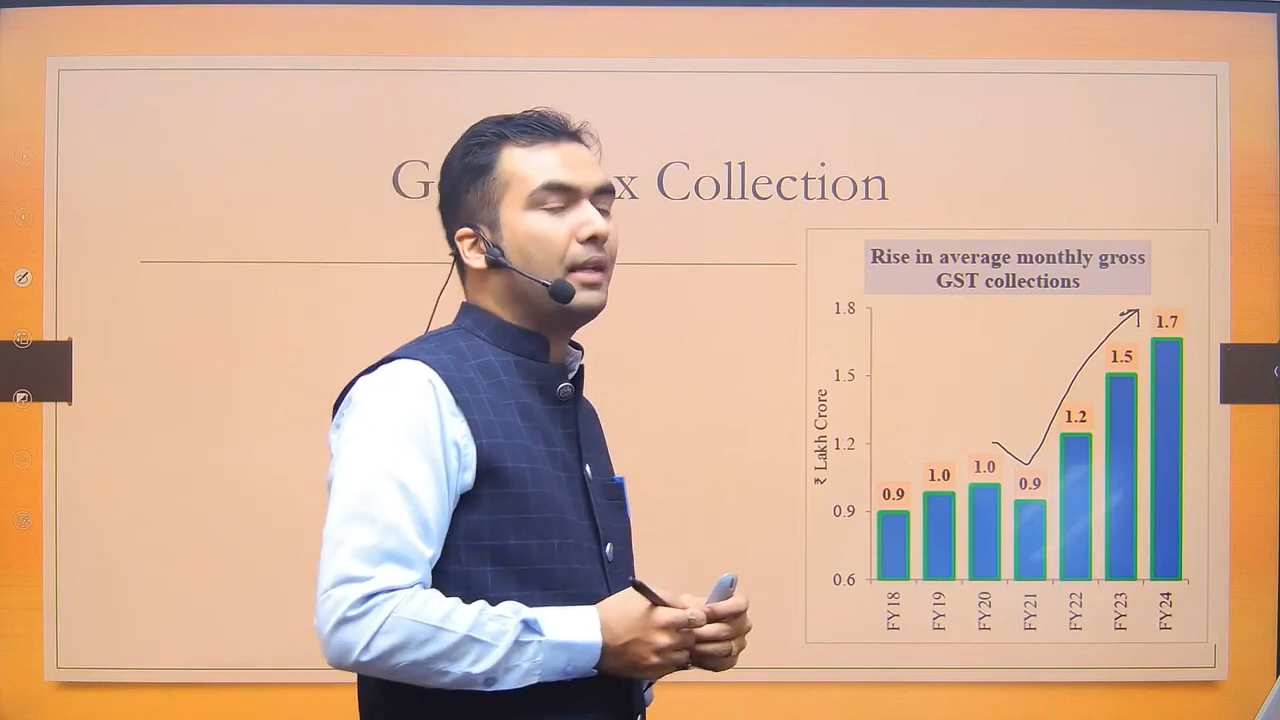 Collection
Rise in average monthly gross
GST collections
₹ Lakh Crore
1.8
1.5
1.2
0.9
0.6
0.9
1.0
1.0
0.9
1.2
1.5
1.7
FY18
FY19
FY20
FY21
FY22
FY23
FY24